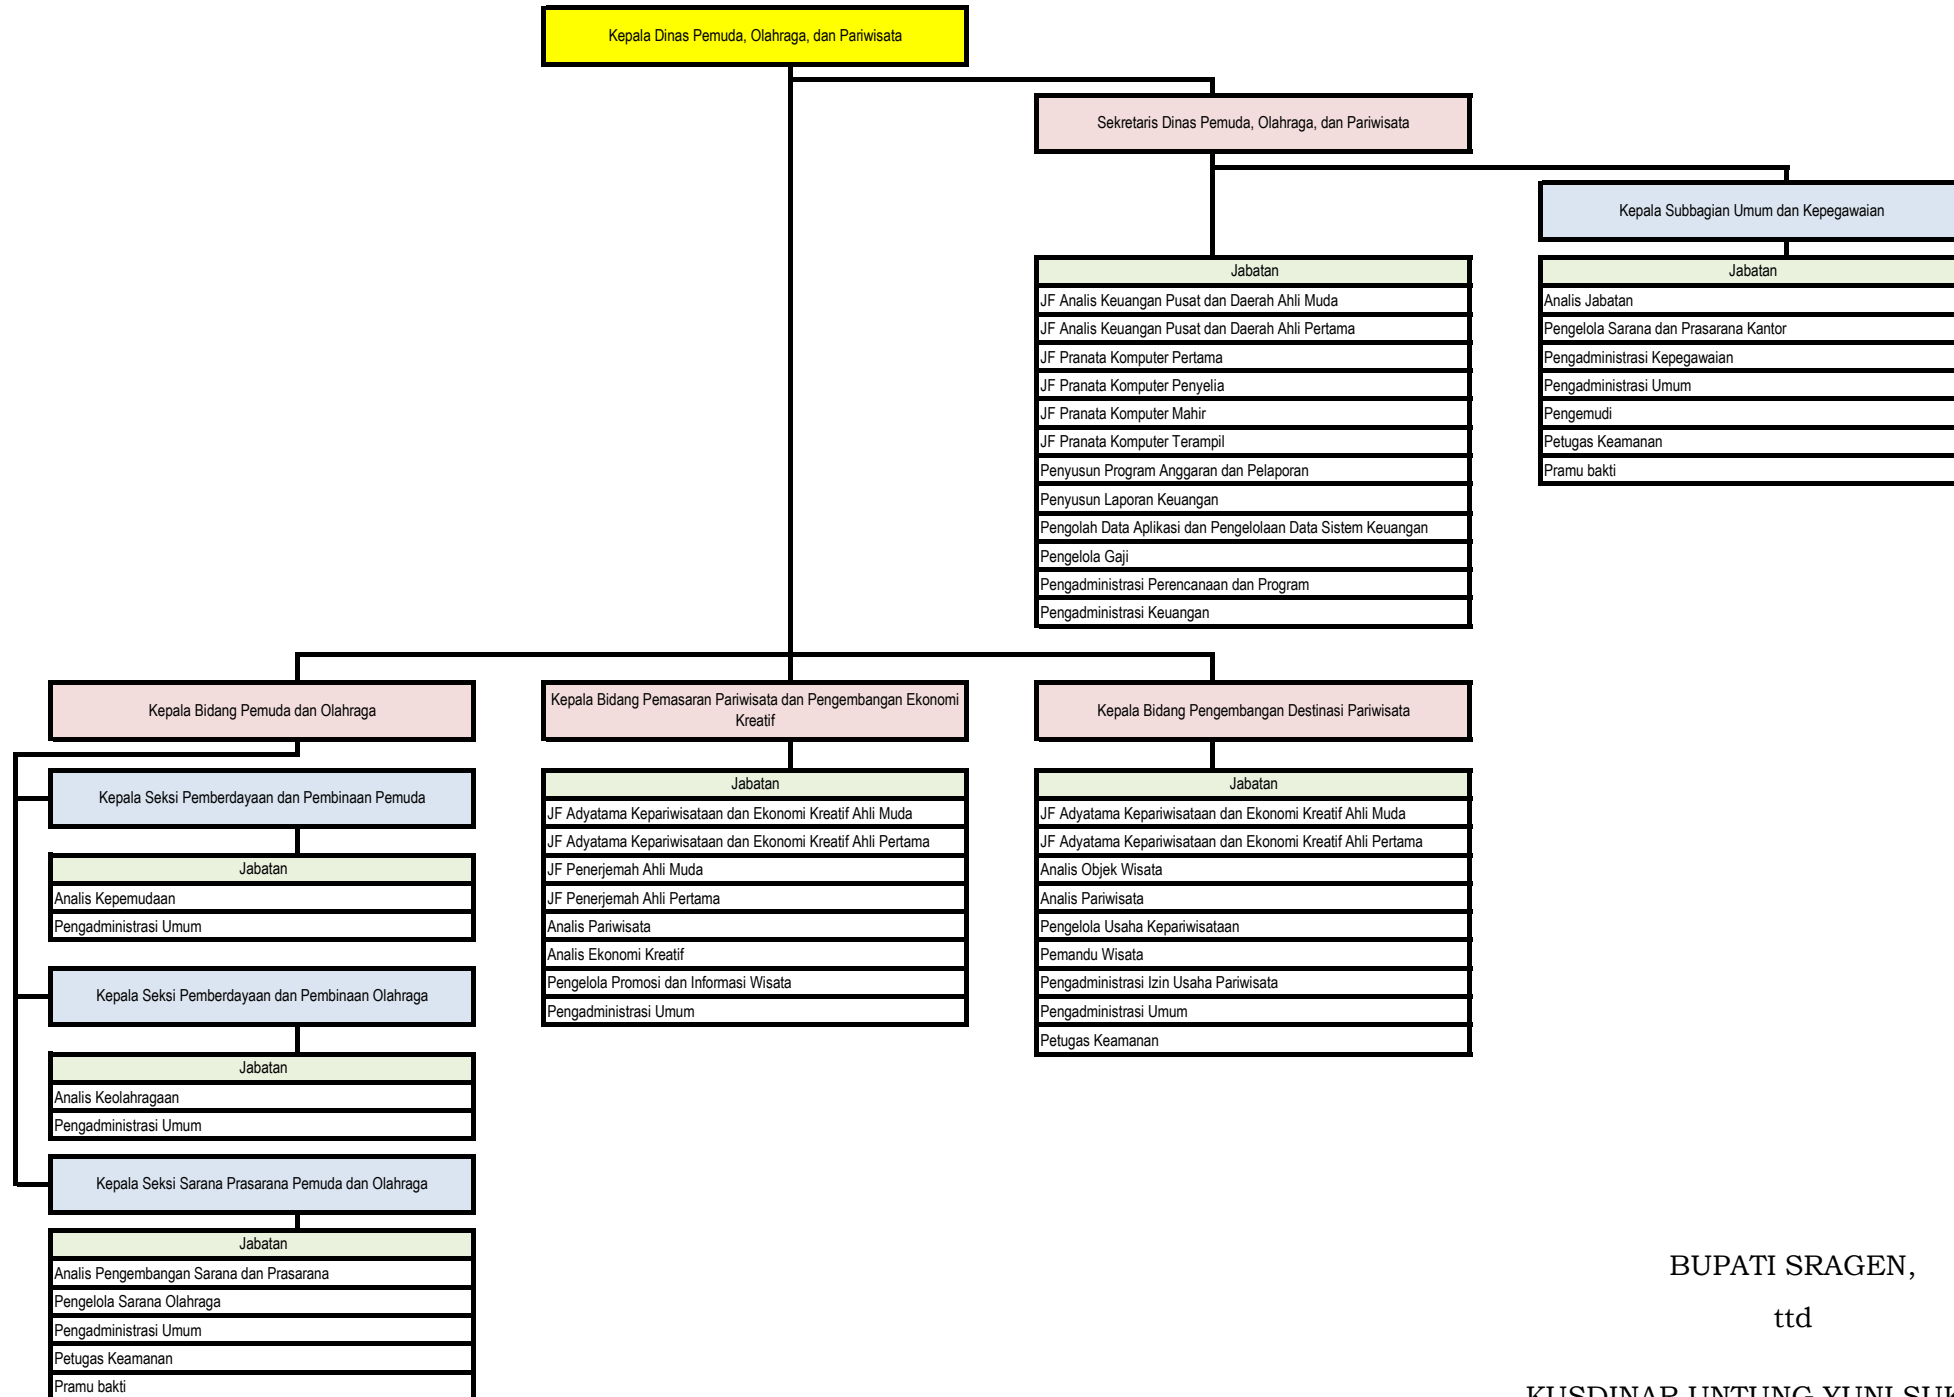 Kepala Dinas Pemuda, Olahraga, dan Pariwisata
Sekretaris Dinas Pemuda, Olahraga, dan Pariwisata
Kepala Subbagian Umum dan Kepegawaian
Jabatan
JF Analis Keuangan Pusat dan Daerah Ahli Muda
JF Analis Keuangan Pusat dan Daerah Ahli Pertama
JF Pranata Komputer Pertama
JF Pranata Komputer Penyelia
JF Pranata Komputer Mahir
JF Pranata Komputer Terampil
Penyusun Program Anggaran dan Pelaporan
Penyusun Laporan Keuangan
Pengolah Data Aplikasi dan Pengelolaan Data Sistem Keuangan
Pengelola Gaji
Pengadministrasi Perencanaan dan Program
Pengadministrasi Keuangan
Jabatan
Analis Jabatan
Pengelola Sarana dan Prasarana Kantor
Pengadministrasi Kepegawaian
Pengadministrasi Umum
Pengemudi
Petugas Keamanan
Pramu bakti
Kepala Bidang Pemuda dan Olahraga
Kepala Seksi Pemberdayaan dan Pembinaan Pemuda
Jabatan
Analis Kepemudaan
Pengadministrasi Umum
Kepala Seksi Pemberdayaan dan Pembinaan Olahraga
Jabatan
Analis Keolahragaan
Pengadministrasi Umum
Kepala Seksi Sarana Prasarana Pemuda dan Olahraga
Jabatan
Analis Pengembangan Sarana dan Prasarana
Pengelola Sarana Olahraga
Pengadministrasi Umum
Petugas Keamanan
Pramu bakti
Kepala Bidang Pemasaran Pariwisata dan Pengembangan Ekonomi
Kreatif
Jabatan
JF Adyatama Kepariwisataan dan Ekonomi Kreatif Ahli Muda
JF Adyatama Kepariwisataan dan Ekonomi Kreatif Ahli Pertama
JF Penerjemah Ahli Muda
JF Penerjemah Ahli Pertama
Analis Pariwisata
Analis Ekonomi Kreatif
Pengelola Promosi dan Informasi Wisata
Pengadministrasi Umum
Kepala Bidang Pengembangan Destinasi Pariwisata
Jabatan
JF Adyatama Kepariwisataan dan Ekonomi Kreatif Ahli Muda
JF Adyatama Kepariwisataan dan Ekonomi Kreatif Ahli Pertama
Analis Objek Wisata
Analis Pariwisata
Pengelola Usaha Kepariwisataan
Pemandu Wisata
Pengadministrasi Izin Usaha Pariwisata
Pengadministrasi Umum
Petugas Keamanan
BUPATI SRAGEN,
ttd
KUSDINAR UNTUNG YUNI